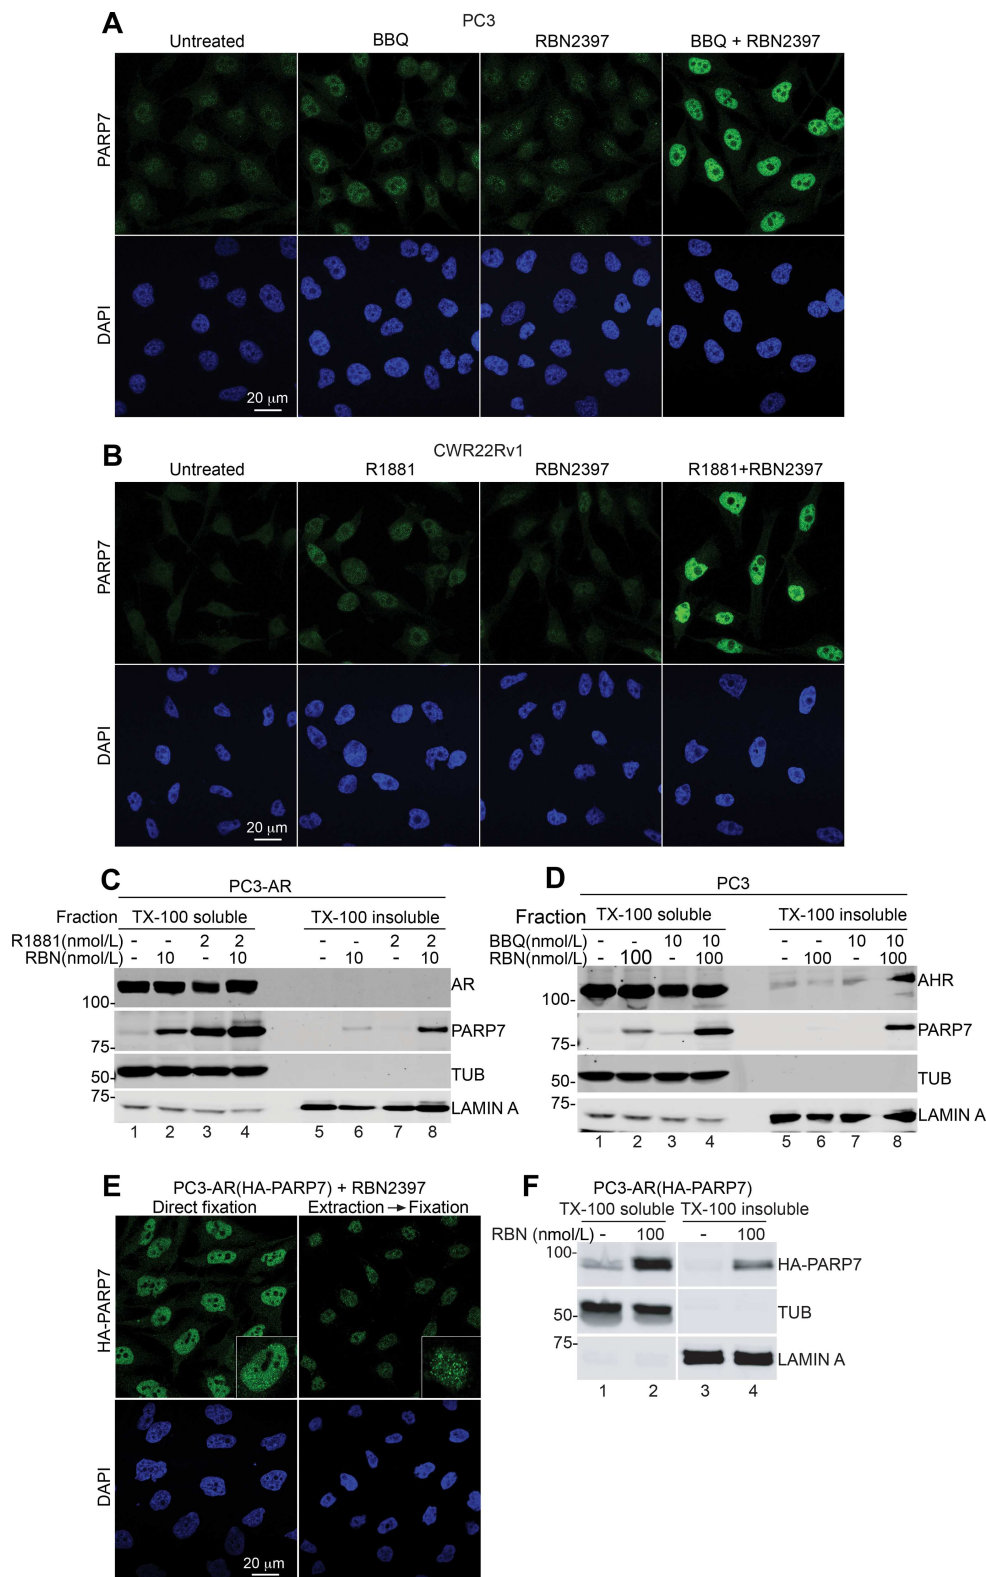 A
PC3
Untreated BBQ RBN2397 BBQ + RBN2397
PARP7
DAPI
20 µm
B
CWR22Rv1
Untreated R1881 RBN2397 R1881+RBN2397
PARP7
DAPI
20 µm
C
PC3-AR
Fraction TX-100 soluble TX-100 insoluble
R1881(nmol/L) - - 2 2 - - 2 2
RBN(nmol/L) - 10 - 10 - 10 - 10
AR
100-
PARP7
75-
TUB
50-
75-
LAMIN A
1 2 3 4 5 6 7 8
D
PC3
Fraction TX-100 soluble TX-100 insoluble
BBQ(nmol/L) - - 10 10 - - 10 10
RBN(nmol/L) - 100 - 100 - 100 - 100
AHR
100-
PARP7
75-
TUB
50-
75-
LAMIN A
1 2 3 4 5 6 7 8
E
PC3-AR(HA-PARP7) + RBN2397
Direct fixation Extraction → Fixation
HA-PARP7
DAPI
20 µm
F
PC3-AR(HA-PARP7)
TX-100 soluble TX-100 insoluble
RBN (nmol/L) - 100 - 100
100-
HA-PARP7
TUB
50-
75-
LAMIN A
1 2 3 4